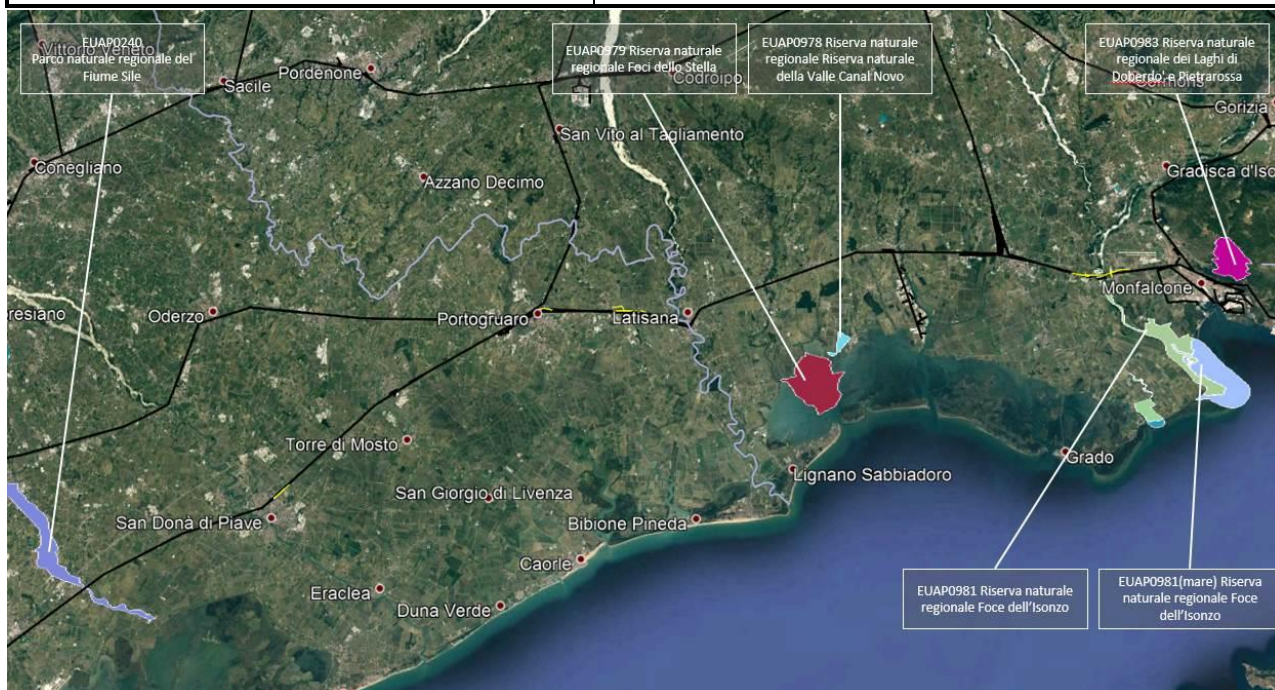 EUAP0240
Parco naturale regionale del
Fiume Sile
EUAP0979 Riserva naturale
regionale Foci dello Stella
EUAP0978 Riserva naturale
regionale Riserva naturale
della Valle Canal Novo
EUAP0983 Riserva naturale
regionale dei Laghi di
Doberdo' e Pietrarossa
Vittorio Veneto
Sacile
Pordenone
Codroipo
Cormons
Gorizia
San Vito al Tagliamento
Conegliano
Azzano Decimo
Gradisca d'Iso
Monfalcone
oresiano
Oderzo
Portogruaro
Latisana
Torre di Mosto
Grado
Lignano Sabbiadoro
San Giorgio di Livenza
San Donà di Piave
Bibione Pineda
Caorle
Eraclea
Duna Verde
EUAP0981 Riserva naturale
regionale Foce dell'Isonzo
EUAP0981(mare) Riserva
naturale regionale Foce
dell'Isonzo